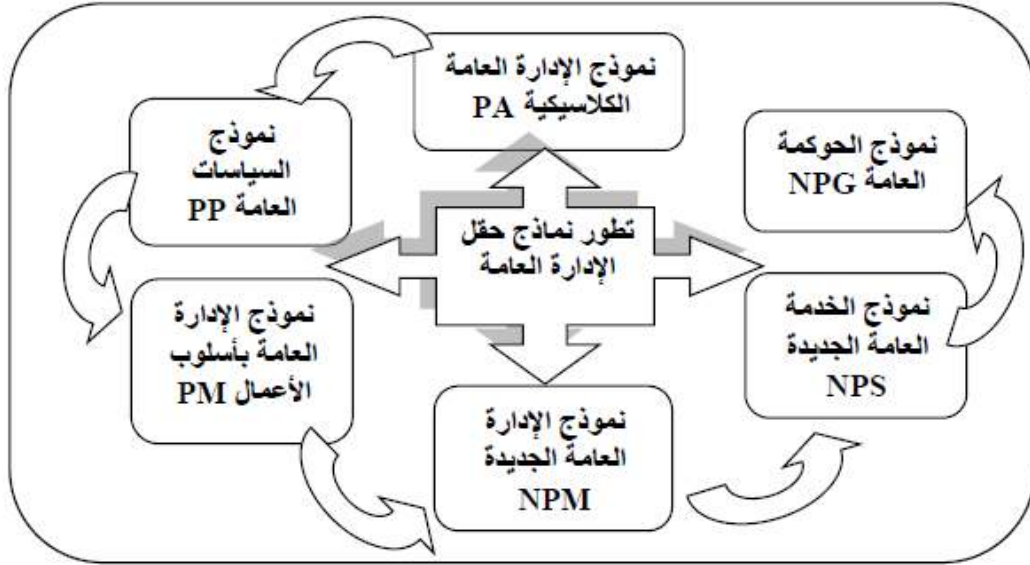 نموذج الإدارة العامة
الكلاسيكية PA
نموذج
السياسات
العامة PP
نموذج الحوكمة
العامة NPG
تطور نماذج حقل
الإدارة العامة
نموذج الإدارة
العامة بأسلوب
الأعمال PM
نموذج الخدمة
العامة الجديدة
NPS
نموذج الإدارة
العامة الجديدة
NPM